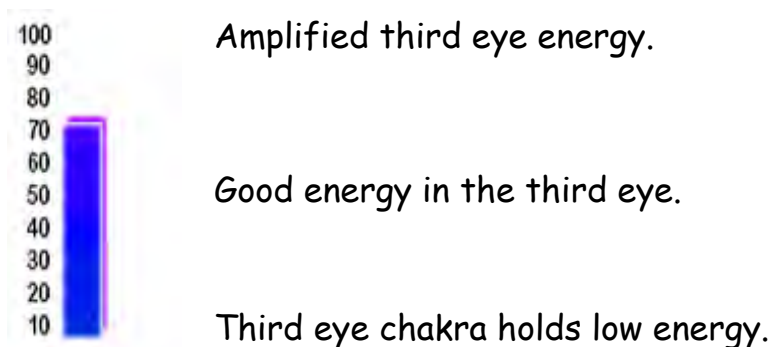 100 Amplified third eye energy.
90
80
70
60
50 Good energy in the third eye.
40
30
20
10 Third eye chakra holds low energy.